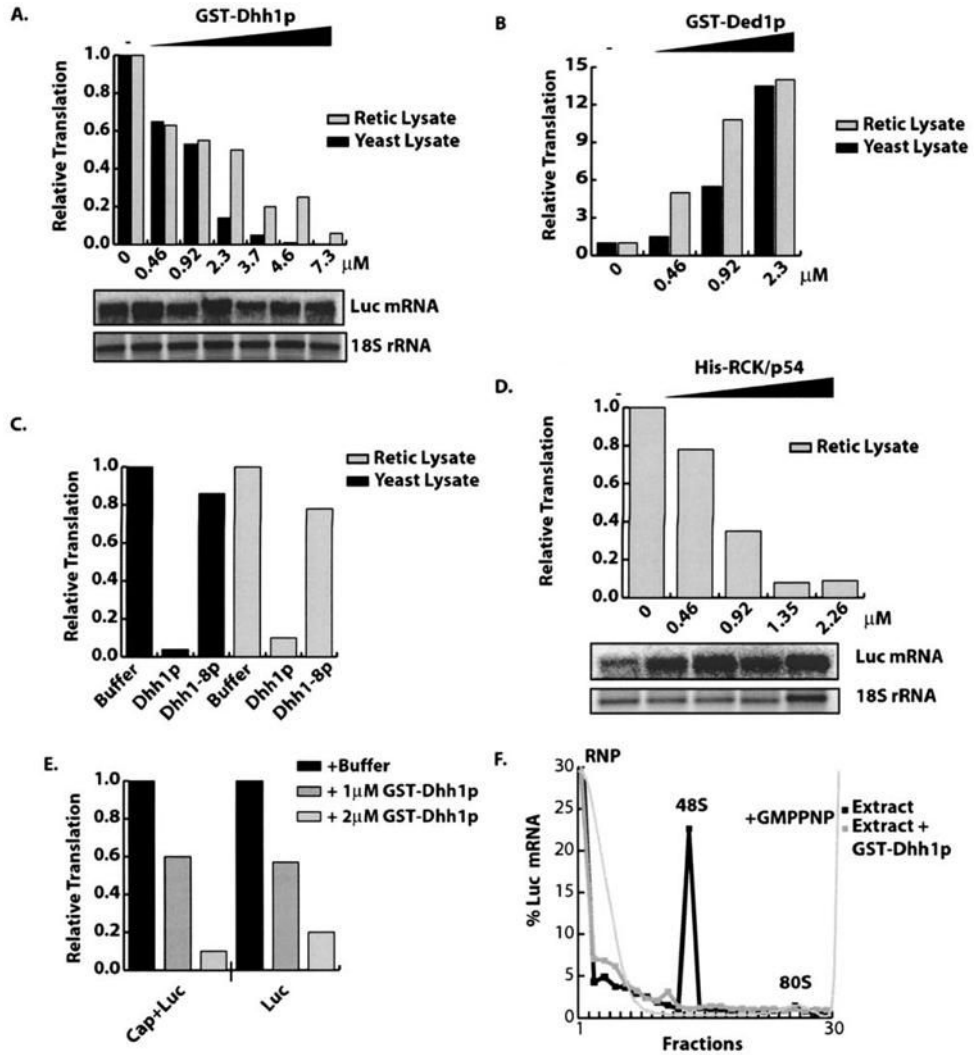 A.
GST-Dhh1p
-
Relative Translation
1.0
0.8
0.6
0.4
0.2
0.0
Retic Lysate
Yeast Lysate
0 0.46 0.92 2.3 3.7 4.6 7.3 μM
Luc mRNA
18S rRNA
B
GST-Ded1p
-
Relative Translation
15
12
9
6
3
0
Retic Lysate
Yeast Lysate
0 0.46 0.92 2.3 μM
C.
Relative Translation
1.0
0.8
0.6
0.4
0.2
0.0
Retic Lysate
Yeast Lysate
Buffer Dhh1p Dhh1-8p Buffer Dhh1p Dhh1-8p
D.
His-RCK/p54
-
Relative Translation
1.0
0.8
0.6
0.4
0.2
0.0
Retic Lysate
0 0.46 0.92 1.35 2.26 μM
Luc mRNA
18S rRNA
E.
Relative Translation
1.0
0.8
0.6
0.4
0.2
0.0
+Buffer
+ 1μM GST-Dhh1p
+ 2μM GST-Dhh1p
Cap+Luc Luc
F.
% Luc mRNA
30
25
20
15
10
5
0
RNP
48S
80S
+GMPPNP
Extract
Extract +
GST-Dhh1p
1 30
Fractions